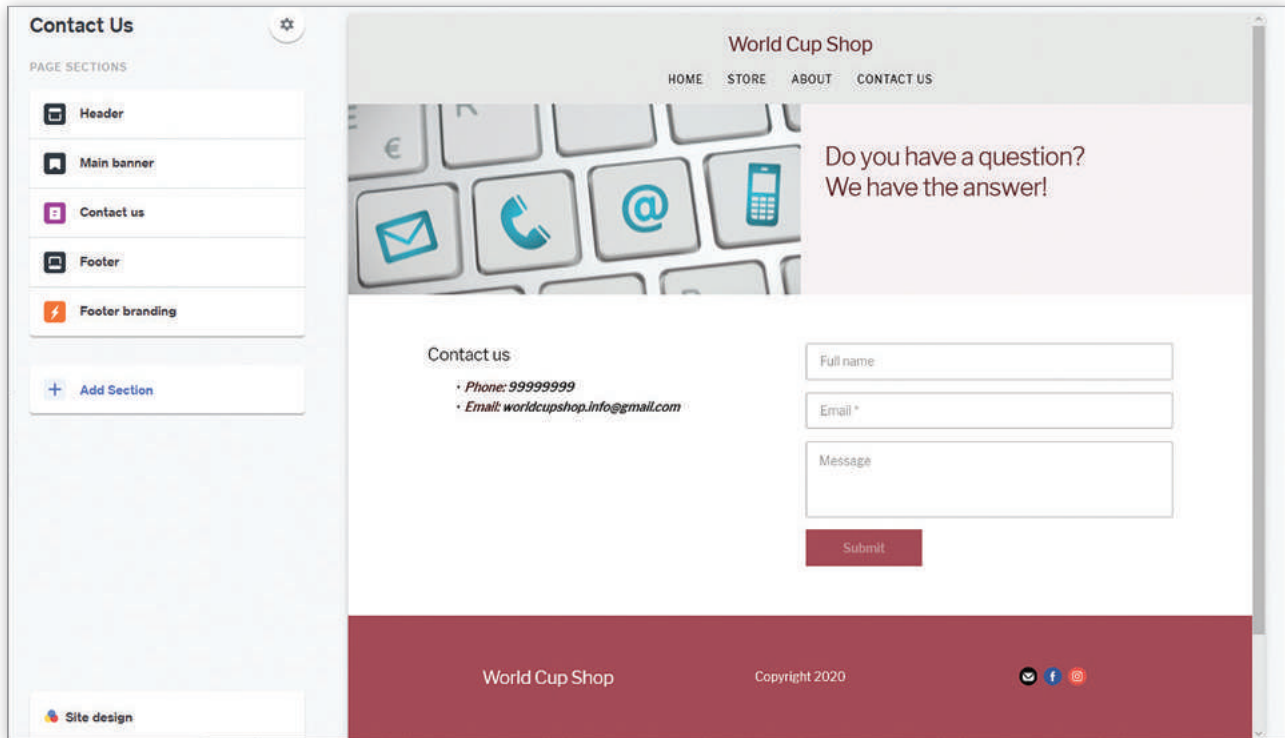 Contact Us
PAGE SECTIONS
Header
Main banner
Contact us
Footer
Footer branding
+ Add Section
Site design
World Cup Shop
HOME STORE ABOUT CONTACT US
€
R
@
Do you have a question?
We have the answer!
Contact us
• Phone: 99999999
• Email: worldcupshop.info@gmail.com
Full name
Email *
Message
Submit
World Cup Shop
Copyright 2020